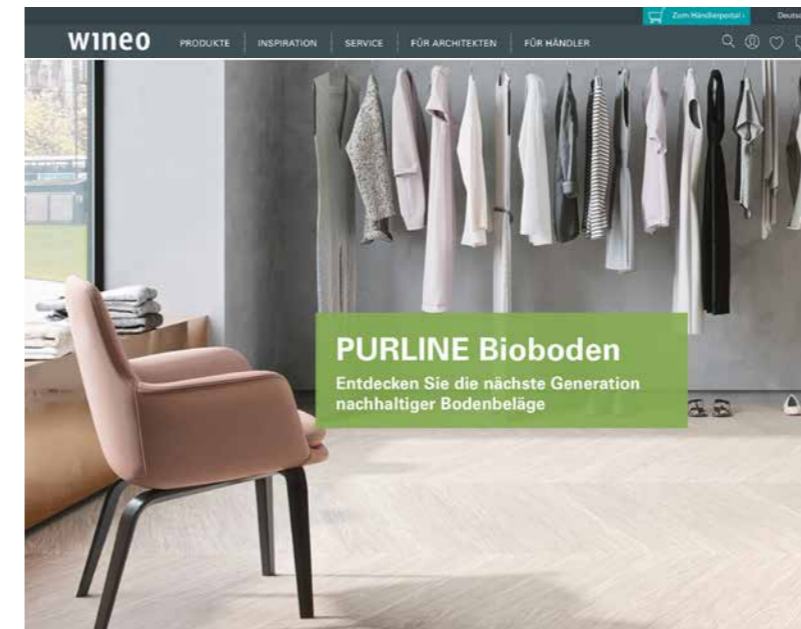 Zum Händlerportal ›
wineo
PRODUKTE
INSPIRATION
SERVICE
FÜR ARCHITEKTEN
FÜR HÄNDLER
PURLINE Bioboden
Entdecken Sie die nächste Generation
nachhaltiger Bodenbeläge